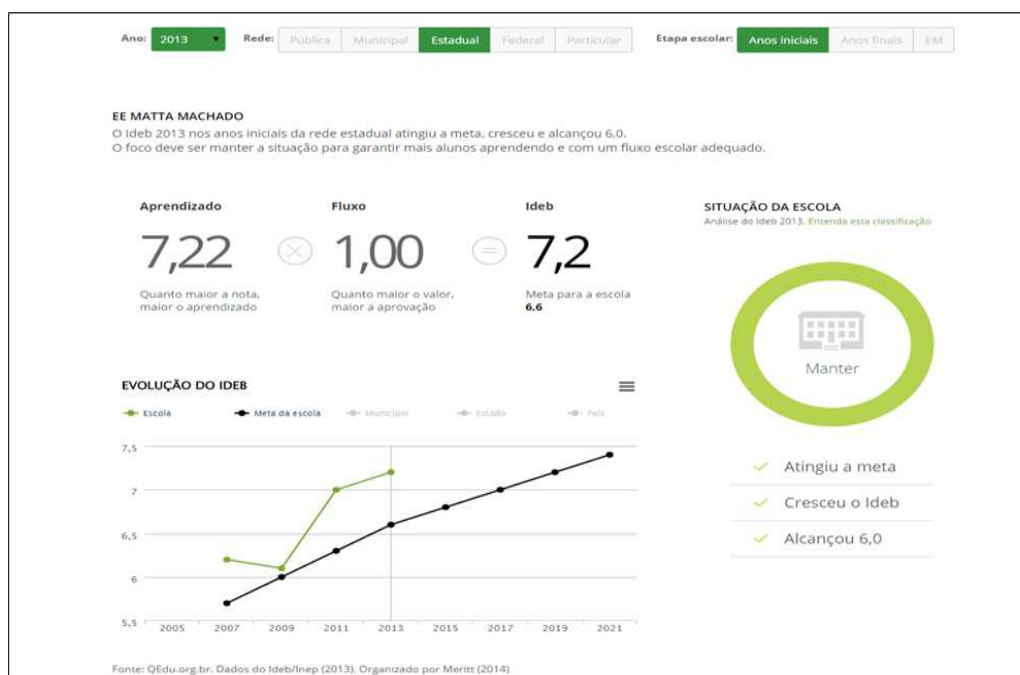 Ano: 2013 Rede: Pública Municipal Estadual Federal Particular Etapa escolar: Anos iniciais Anos finais EM
EE MATTA MACHADO
O Ideb 2013 nos anos iniciais da rede estadual atingiu a meta, cresceu e alcançou 6,0.
O foco deve ser manter a situação para garantir mais alunos aprendendo e com um fluxo escolar adequado.
Aprendizado Fluxo Ideb
7,22 × 1,00 = 7,2
Quanto maior a nota, Quanto maior o valor, Meta para a escola
maior o aprendizado maior a aprovação 6,6
SITUAÇÃO DA ESCOLA
Análise do Ideb 2013. Entenda esta classificação
Manter
Atingiu a meta
Cresceu o Ideb
Alcançou 6,0
EVOLUÇÃO DO IDEB
Escola Meta da escola Município Estado País
7,5
7
6,5
6
5,5
2005 2007 2009 2011 2013 2015 2017 2019 2021
Fonte: QEdu.org.br. Dados do Ideb/Inep (2013). Organizado por Meritt (2014)